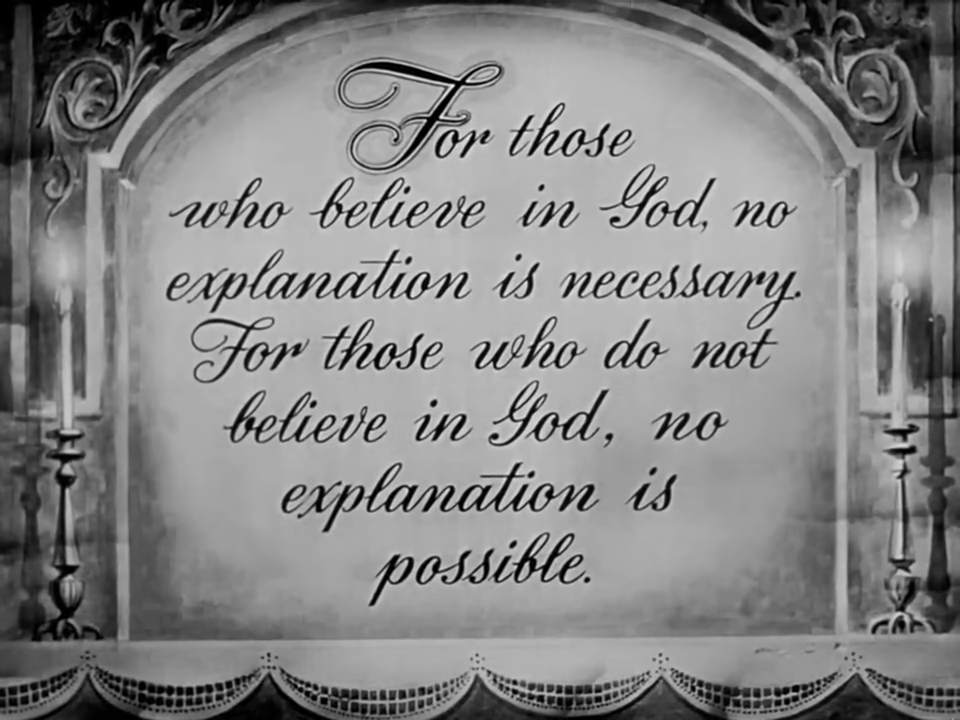 For those
who believe in God, no
explanation is necessary.
For those who do not
believe in God, no
explanation is
possible.